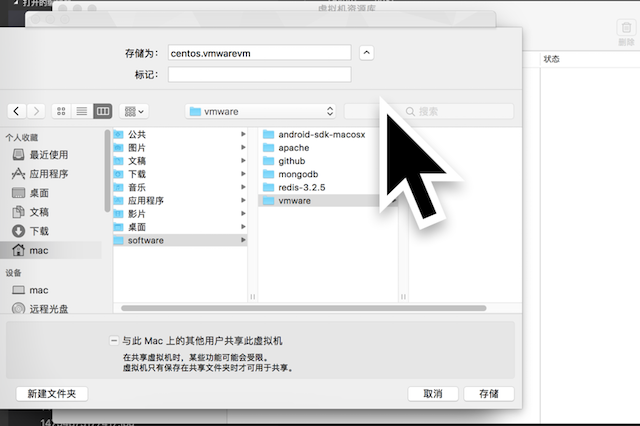 虚拟机资源库
删除
状态
存储为：
centos.vmwarevm
标记：
vmware
搜索
个人收藏
最近使用
应用程序
桌面
文稿
下载
mac
设备
mac
远程光盘
公共
图片
文稿
下载
音乐
应用程序
影片
桌面
software
android-sdk-macosx
apache
github
mongodb
redis-3.2.5
vmware
与此 Mac 上的其他用户共享此虚拟机
在共享虚拟机时，某些功能可能会受限。
虚拟机只有保存在共享文件夹时才可用于共享。
新建文件夹
取消
存储